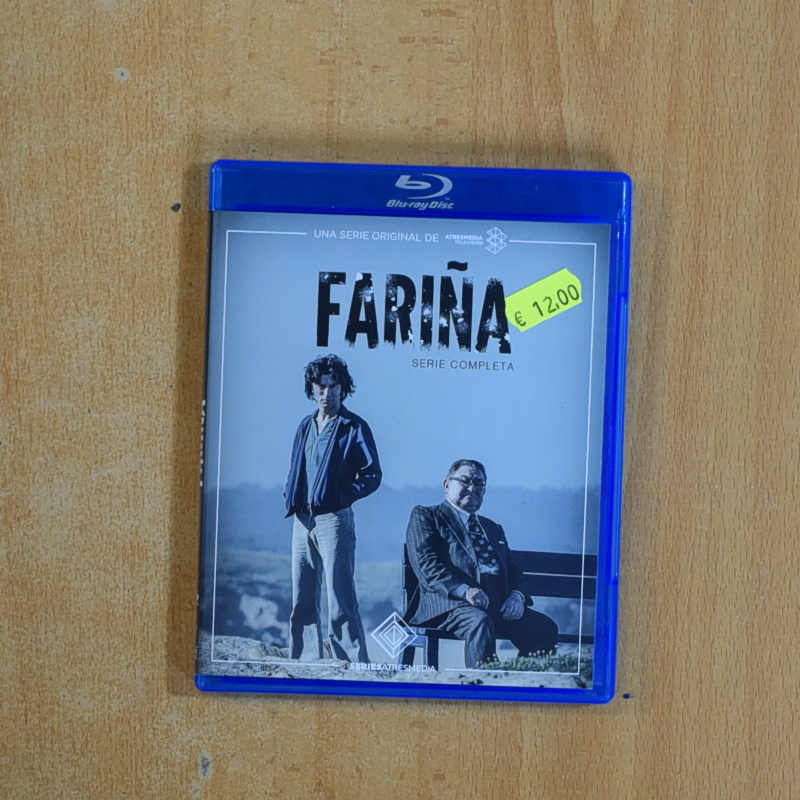 Blu-ray Disc
UNA SERIE ORIGINAL DE ATRESMEDIA TELEVISIÓN
FARIÑA
€ 12,00
SERIE COMPLETA
SERIESATRESMEDIA